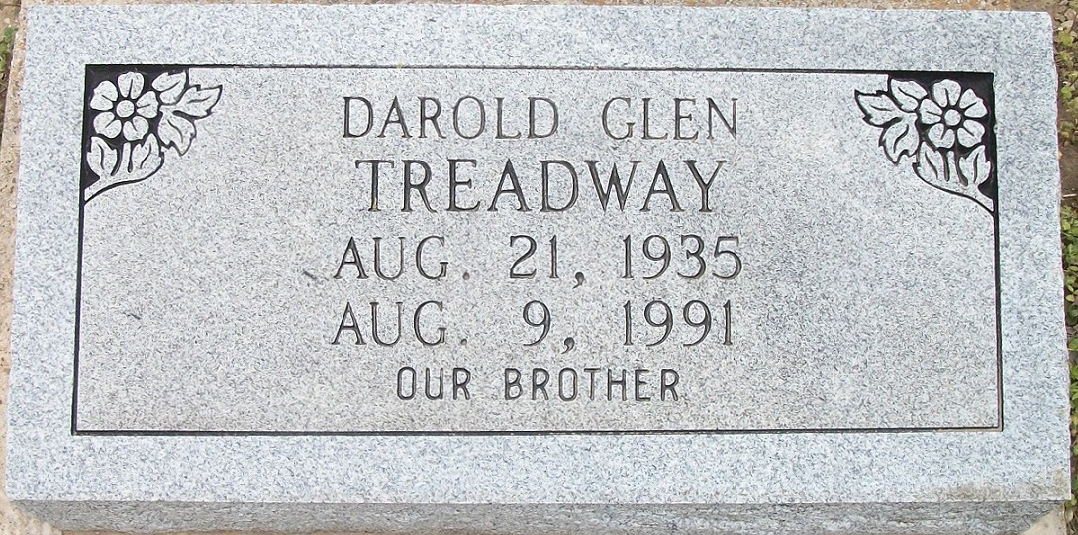 DAROLD GLEN
TREADWAY
AUG. 21, 1935
AUG. 9, 1991
OUR BROTHER